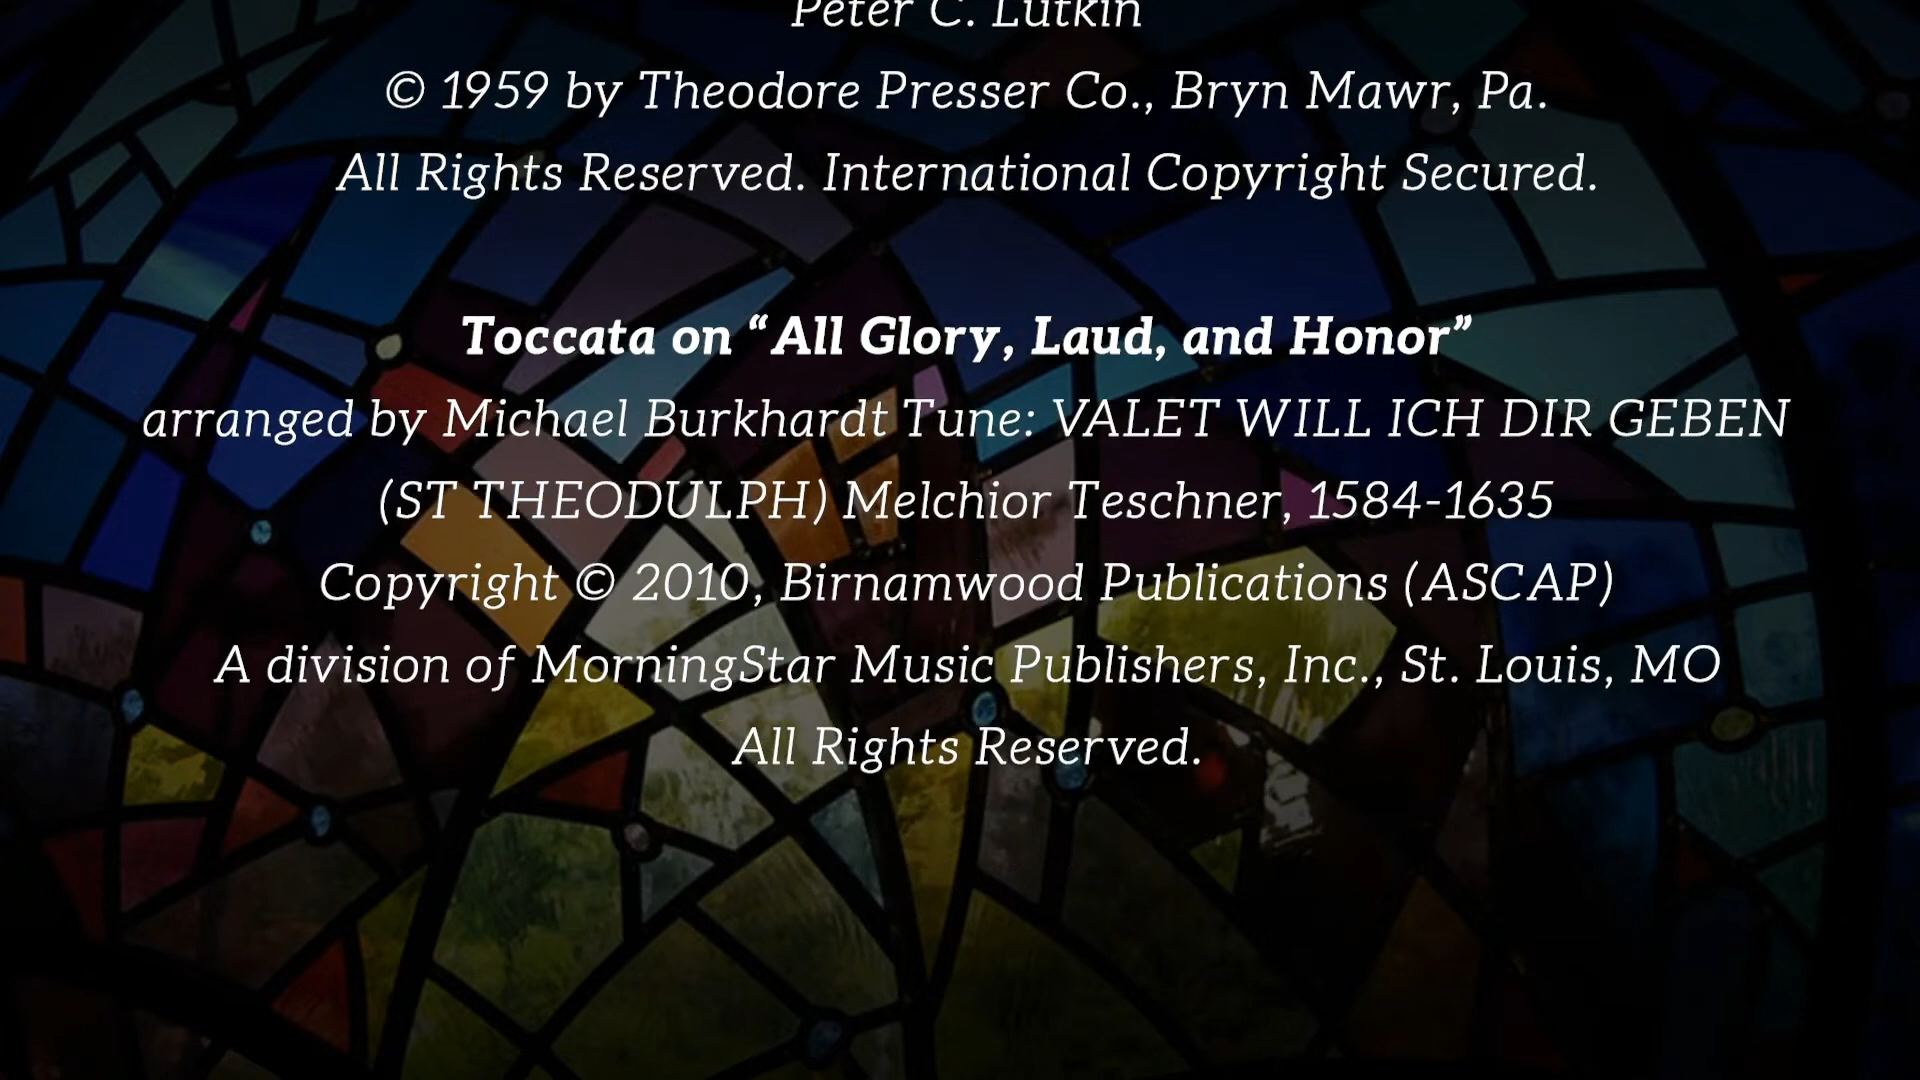 Peter C. Lutkin
© 1959 by Theodore Presser Co., Bryn Mawr, Pa.
All Rights Reserved. International Copyright Secured.
Toccata on “All Glory, Laud, and Honor”
arranged by Michael Burkhardt Tune: VALET WILL ICH DIR GEBEN
(ST THEODULPH) Melchior Teschner, 1584-1635
Copyright © 2010, Birnamwood Publications (ASCAP)
A division of MorningStar Music Publishers, Inc., St. Louis, MO
All Rights Reserved.